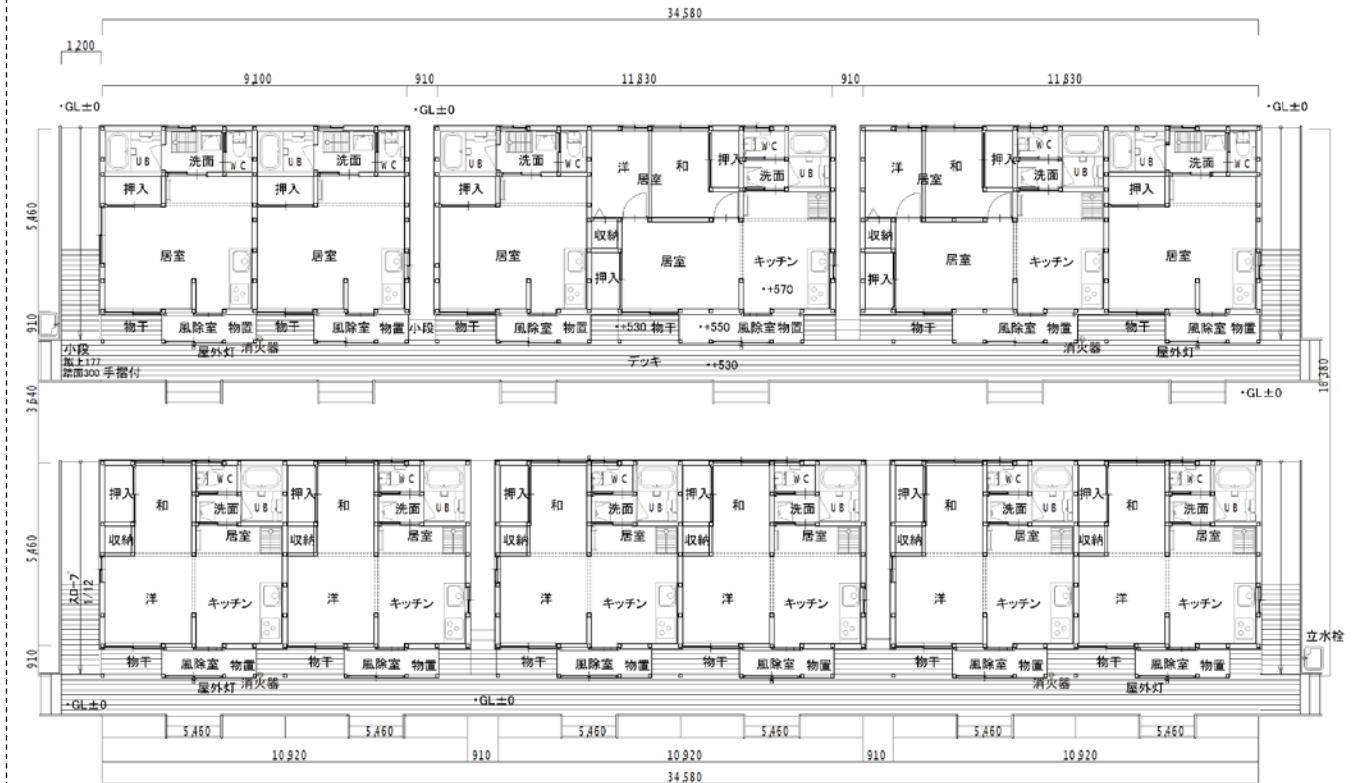 34,580
1,200
9,100 910 11,830 910 11,830
・GL±0 ・GL±0 ・GL±0
UB 洗面 WC UB 洗面 WC UB 洗面 WC 洋 和 押入 WC 洋 和 押入 WC UB 洗面 WC
居室 洗面 UB 居室 洗面 UB
押入 押入 押入 押入
5,460
収納 収納
居室 居室 居室 押入 居室 キッチン 押入 居室 キッチン 居室
・+570
910
物干 風除室 物置 物干 風除室 物置 小段 物干 風除室 物置 ・+530 物干 ・+550 風除室 物置 物干 風除室 物置 物干 風除室 物置
小段 屋外灯 消火器 消火器 屋外灯
蹴上177 デッキ ・+530
踏面300 手摺付
3,640 ・GL±0 16,380
押入 和 WC 押入 和 WC 押入 和 WC 押入 和 WC 押入 和 WC 押入 和 WC
洗面 UB 洗面 UB 洗面 UB 洗面 UB 洗面 UB 洗面 UB
収納 居室 収納 居室 収納 居室 収納 居室 収納 居室 収納 居室
5,460
スロープ 1/12
洋 キッチン 洋 キッチン 洋 キッチン 洋 キッチン 洋 キッチン 洋 キッチン
立水栓
910
物干 風除室 物置 物干 風除室 物置 物干 風除室 物置 物干 風除室 物置 物干 風除室 物置 物干 風除室 物置
屋外灯 消火器 消火器 屋外灯
・GL±0 ・GL±0
5,460 5,460 5,460 5,460 5,460 5,460
10,920 910 10,920 910 10,920
34,580